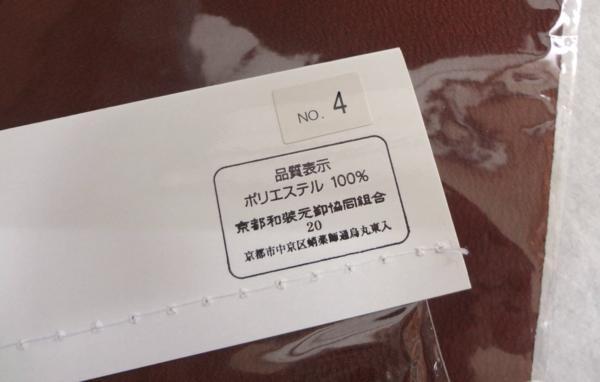 NO. 4
品質表示
ポリエステル 100%
京都和装元卸協同組合
20
京都市中京区蛸薬師通烏丸東入